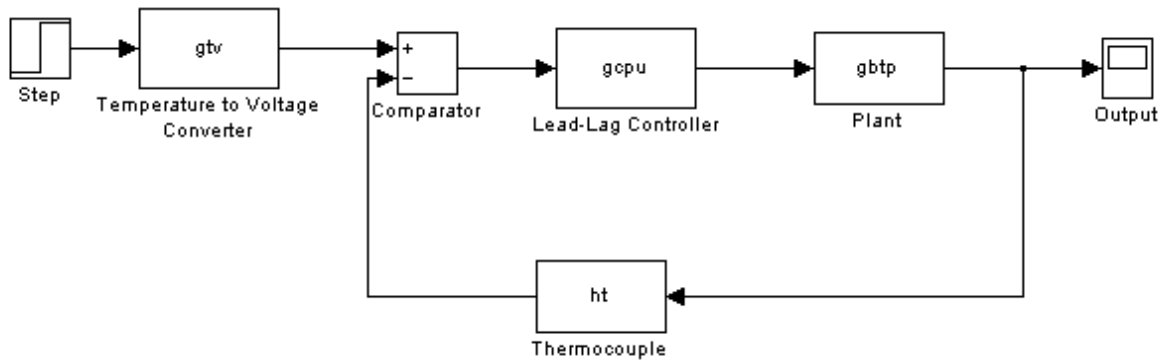 gtv
+
−
gcpu
gbtp
Step
Temperature to Voltage
Converter
Comparator
Lead-Lag Controller
Plant
Output
ht
Thermocouple